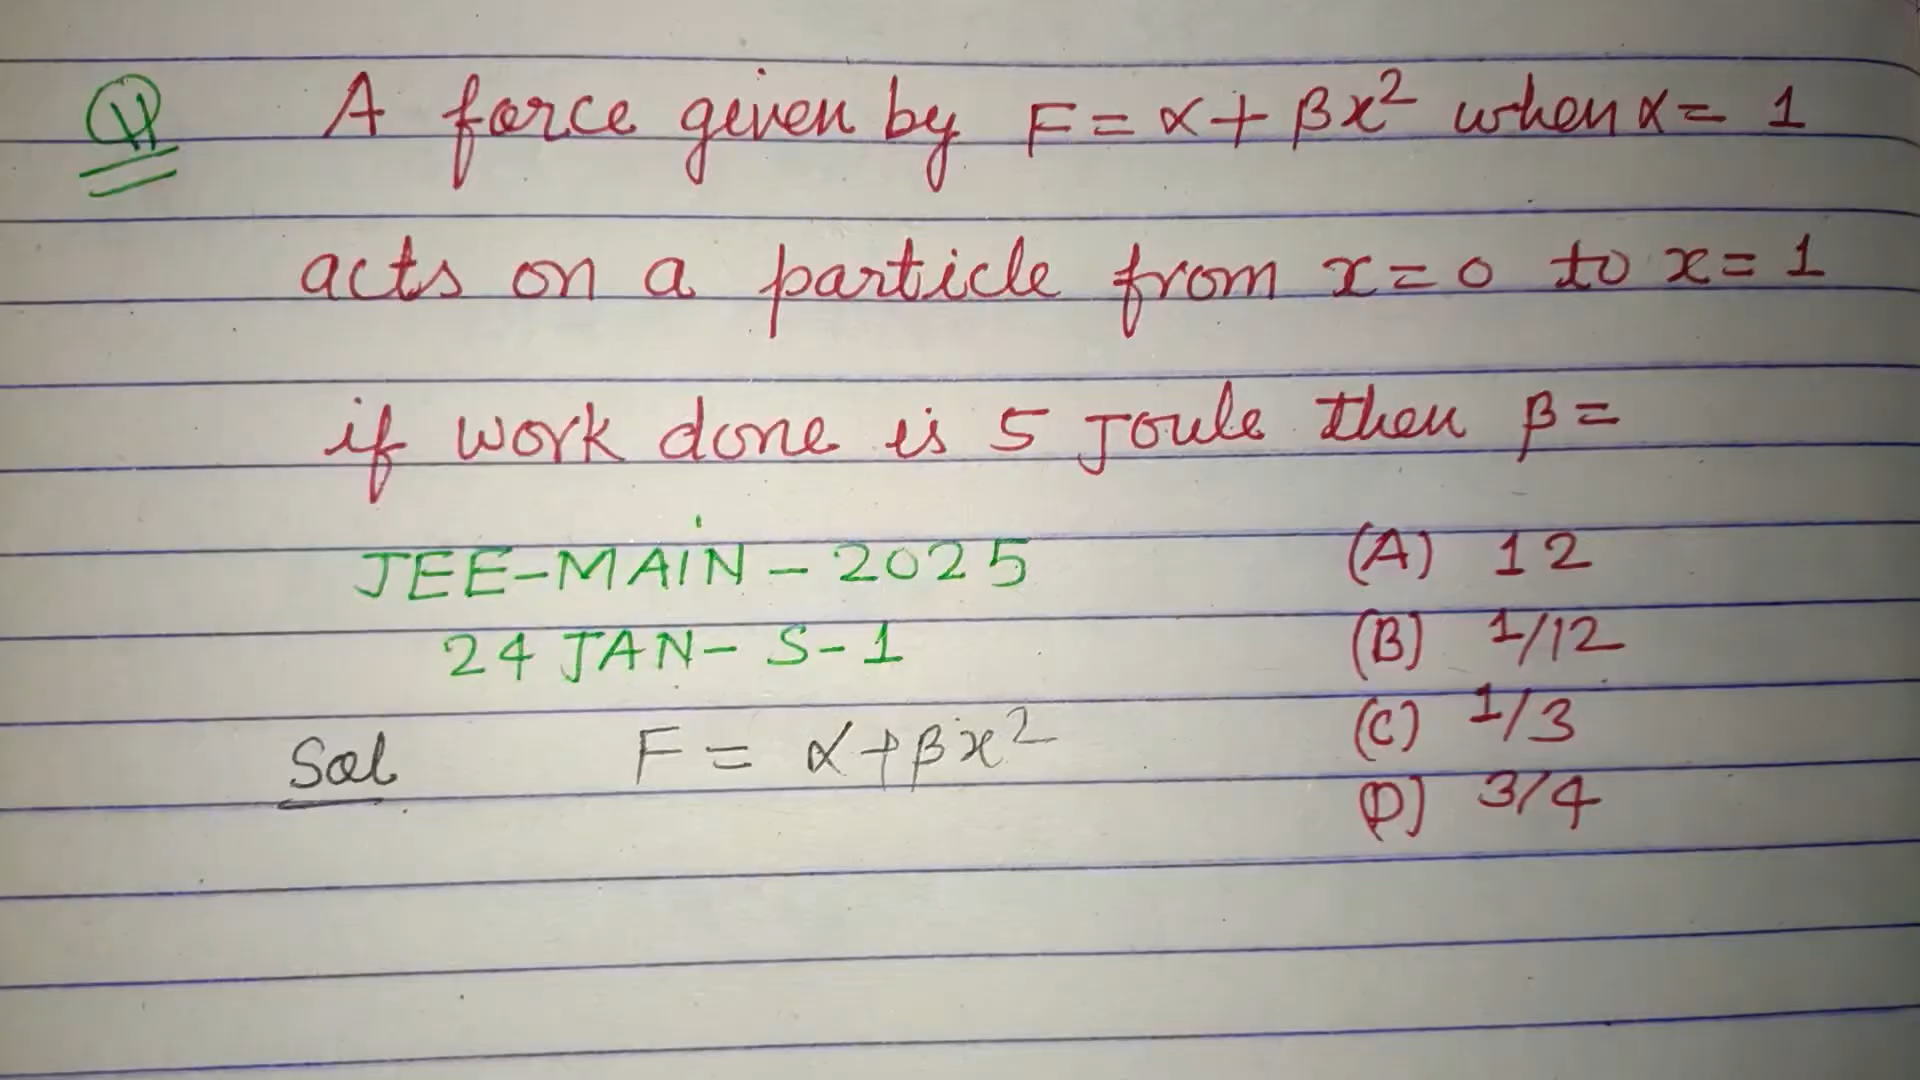 Q
A force given by F = α + βx² when α = 1
acts on a particle from x = 0 to x = 1
if work done is 5 Joule then β =
JEE-MAIN - 2025
24 JAN- S-1
(A) 12
(B) 1/12
(C) 1/3
(D) 3/4
Sol F = α + βx²